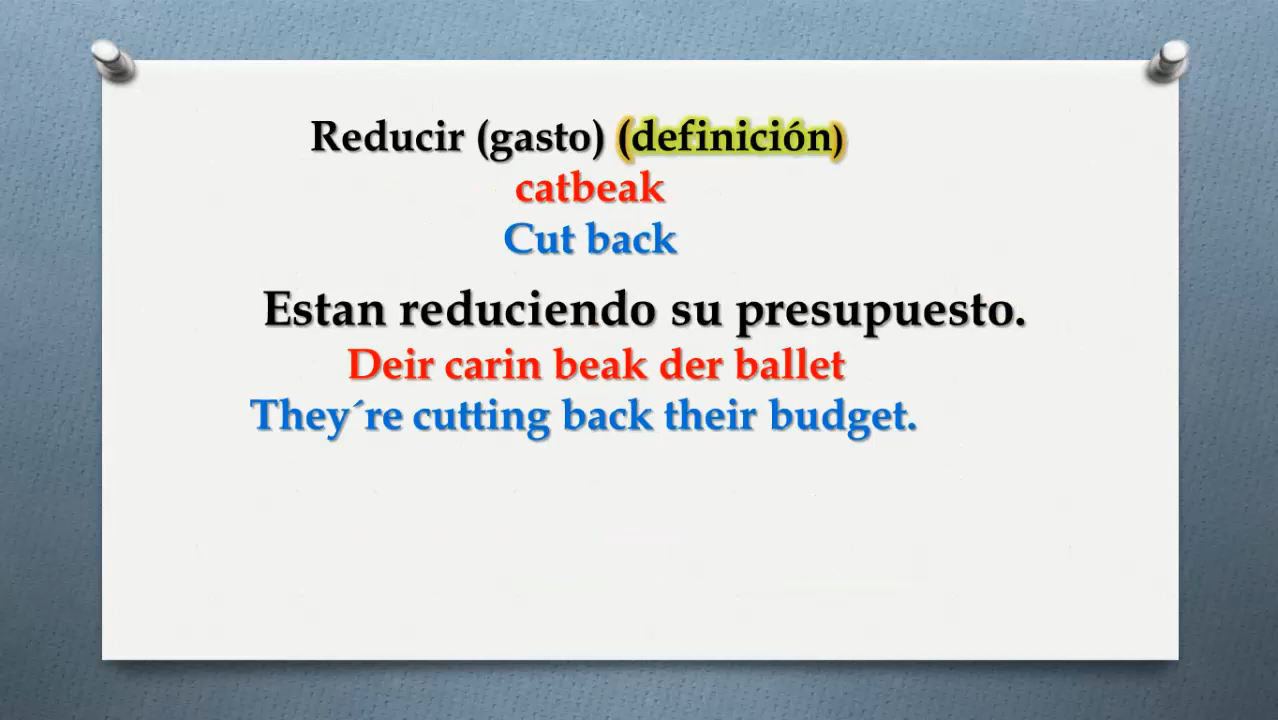 Reducir (gasto) (definición)
catbeak
Cut back
Estan reduciendo su presupuesto.
Deir carin beak der ballet
They´re cutting back their budget.